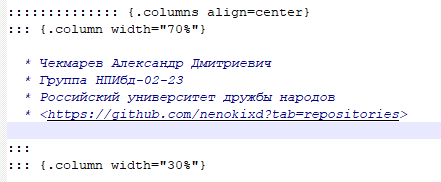 :::::::::::::: {.columns align=center}
::: {.column width="70%"}
* Чекмарев Александр Дмитриевич
* Группа НПИбд-02-23
* Российский университет дружбы народов
* <https://github.com/nenokixd?tab=repositories>
:::
::: {.column width="30%"}